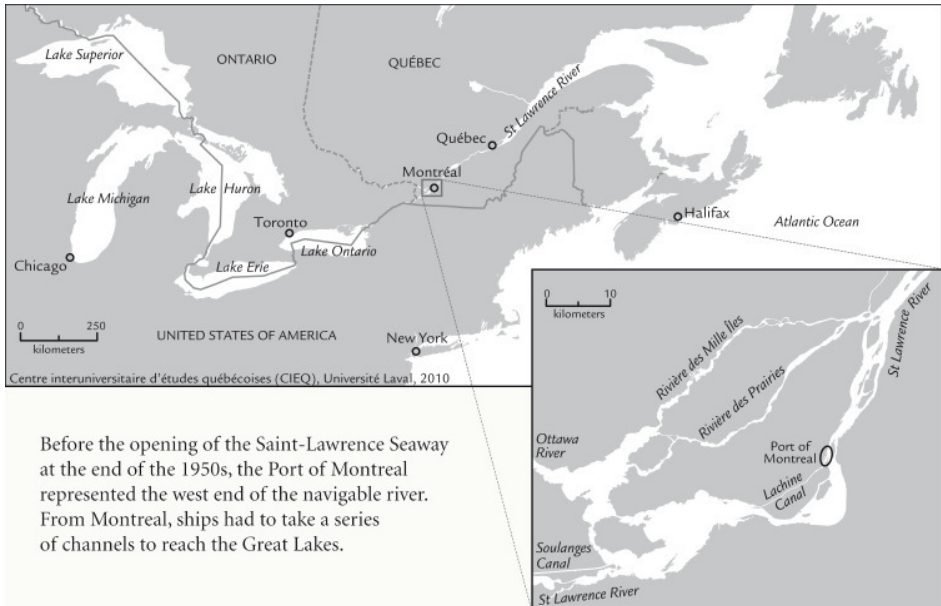 Lake Superior
ONTARIO
QUÉBEC
St Lawrence River
Québec
Montréal
Lake Michigan
Lake Huron
Toronto
Lake Ontario
Halifax
Atlantic Ocean
Chicago
Lake Erie
0 250
kilometers
UNITED STATES OF AMERICA
New York
Centre interuniversitaire d'études québécoises (CIEQ), Université Laval, 2010
0 10
kilometers
Rivière des Mille Îles
St Lawrence River
Rivière des Prairies
Ottawa
River
Port of
Montreal
Lachine
Canal
Soulanges
Canal
St Lawrence River
Before the opening of the Saint-Lawrence Seaway
at the end of the 1950s, the Port of Montreal
represented the west end of the navigable river.
From Montreal, ships had to take a series
of channels to reach the Great Lakes.